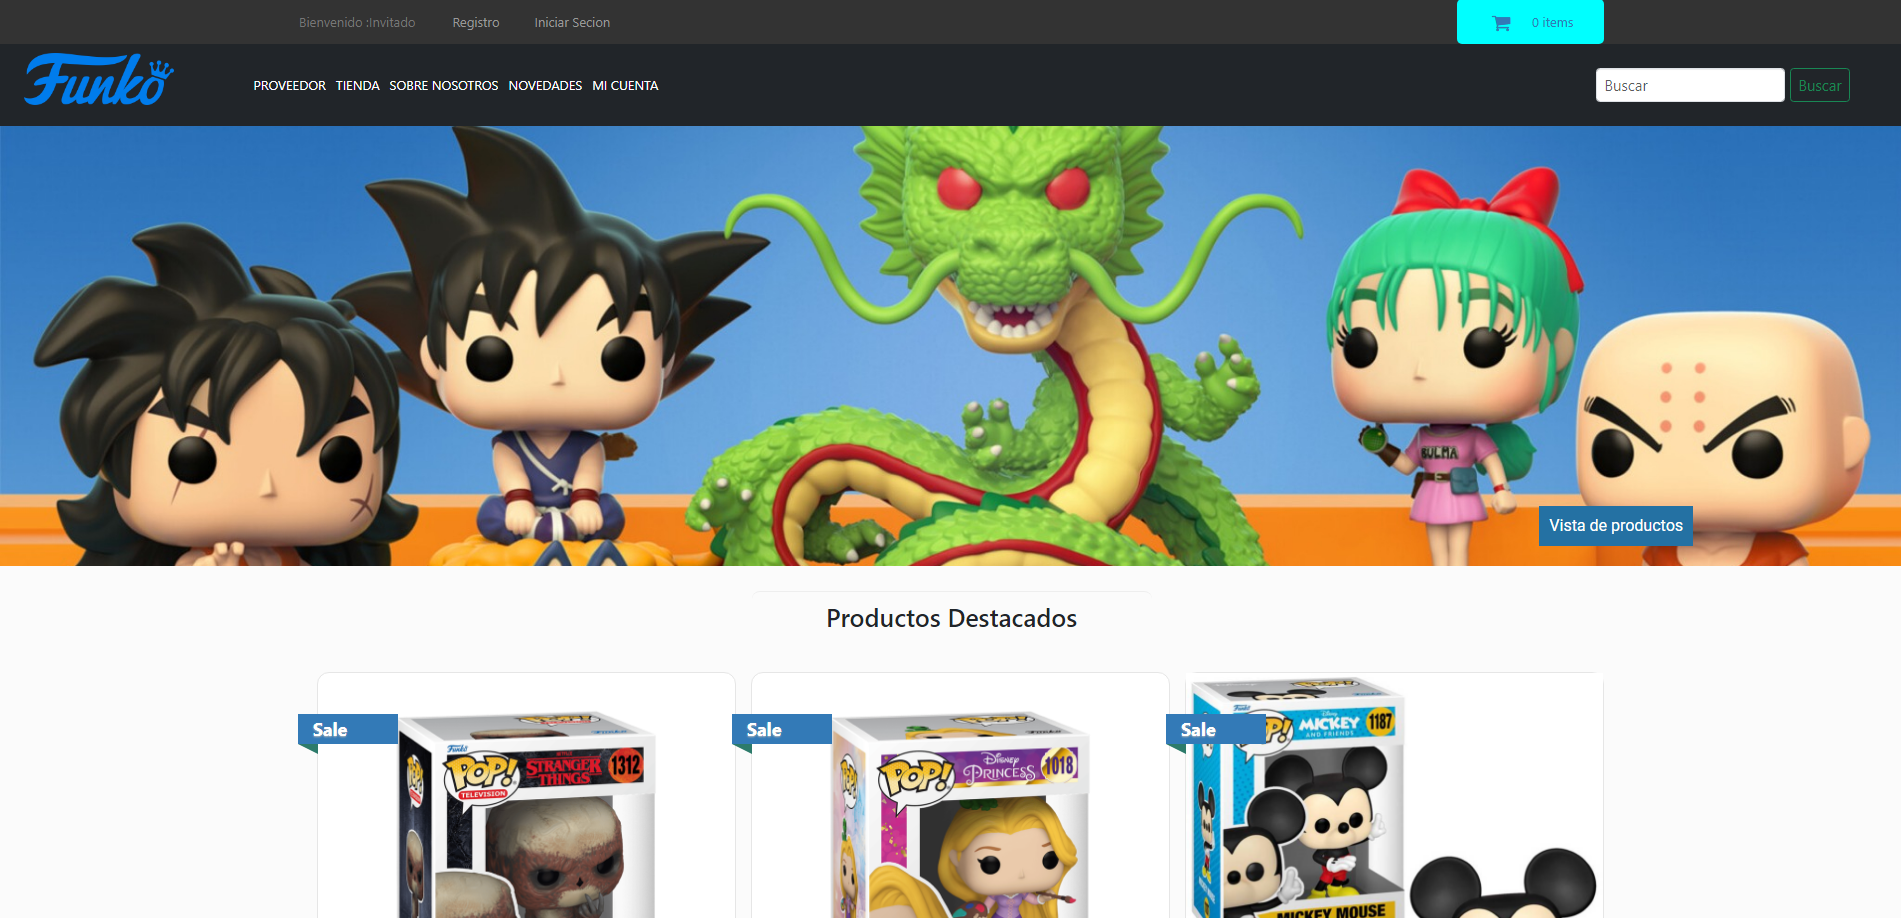 Bienvenido :Invitado Registro Iniciar Secion 0 items
Funko PROVEEDOR TIENDA SOBRE NOSOTROS NOVEDADES MI CUENTA Buscar Buscar
BULMA
Vista de productos
Productos Destacados
Sale Sale Sale
Funko POP! TELEVISION STRANGER THINGS 1312
POP! Disney PRINCESS 1018
Funko POP! Disney MICKEY AND FRIENDS 1187
MICKEY MOUSE